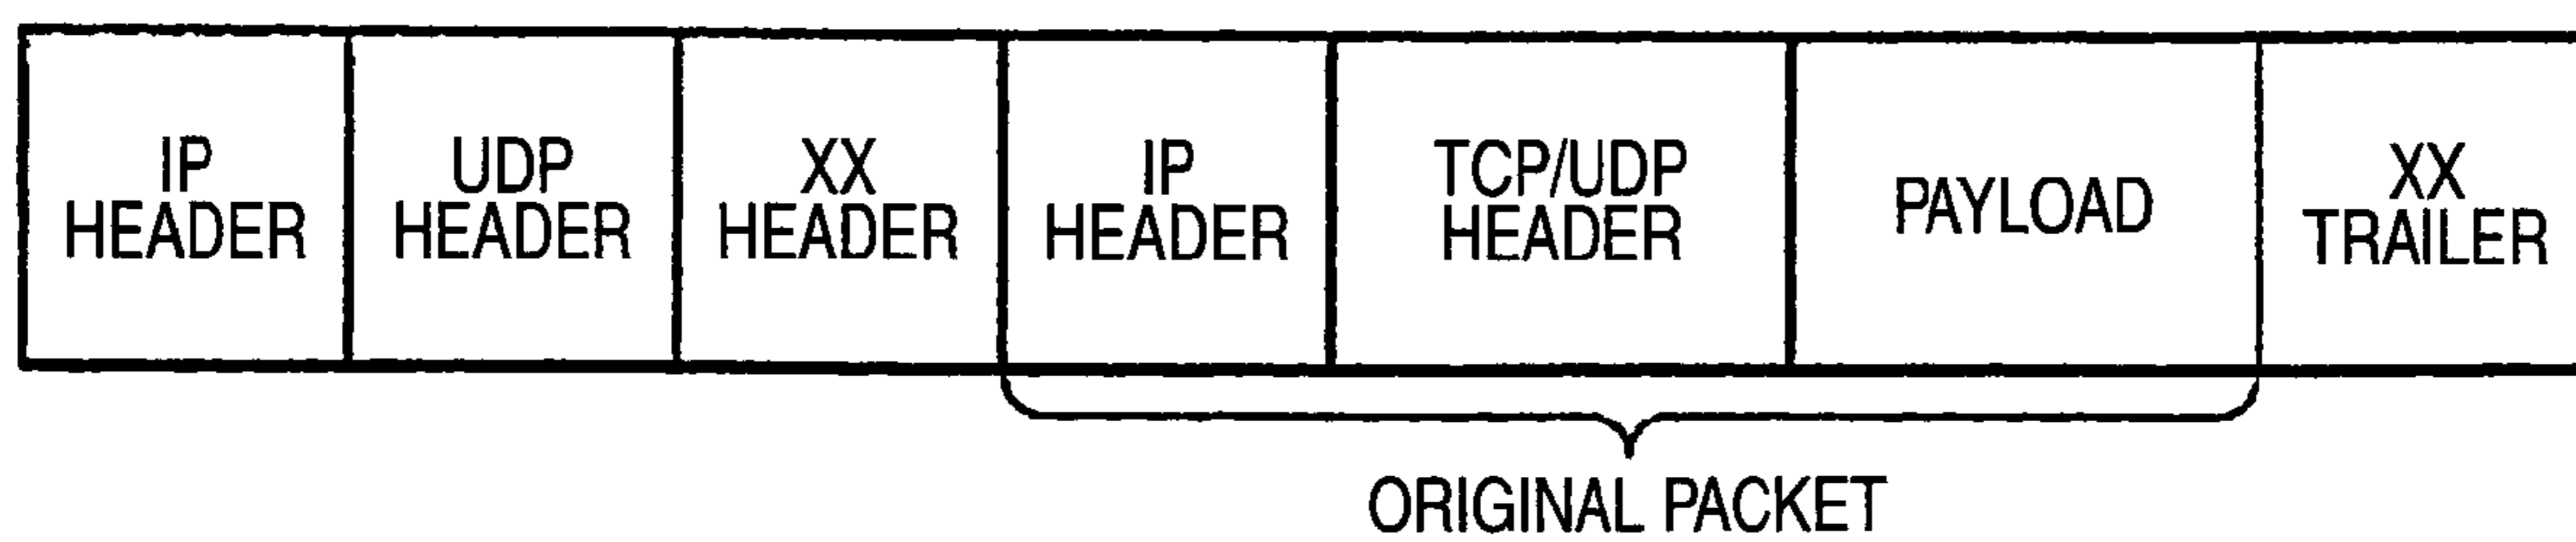 IP
HEADER
UDP
HEADER
XX
HEADER
IP
HEADER
TCP/UDP
HEADER
PAYLOAD
XX
TRAILER
ORIGINAL PACKET